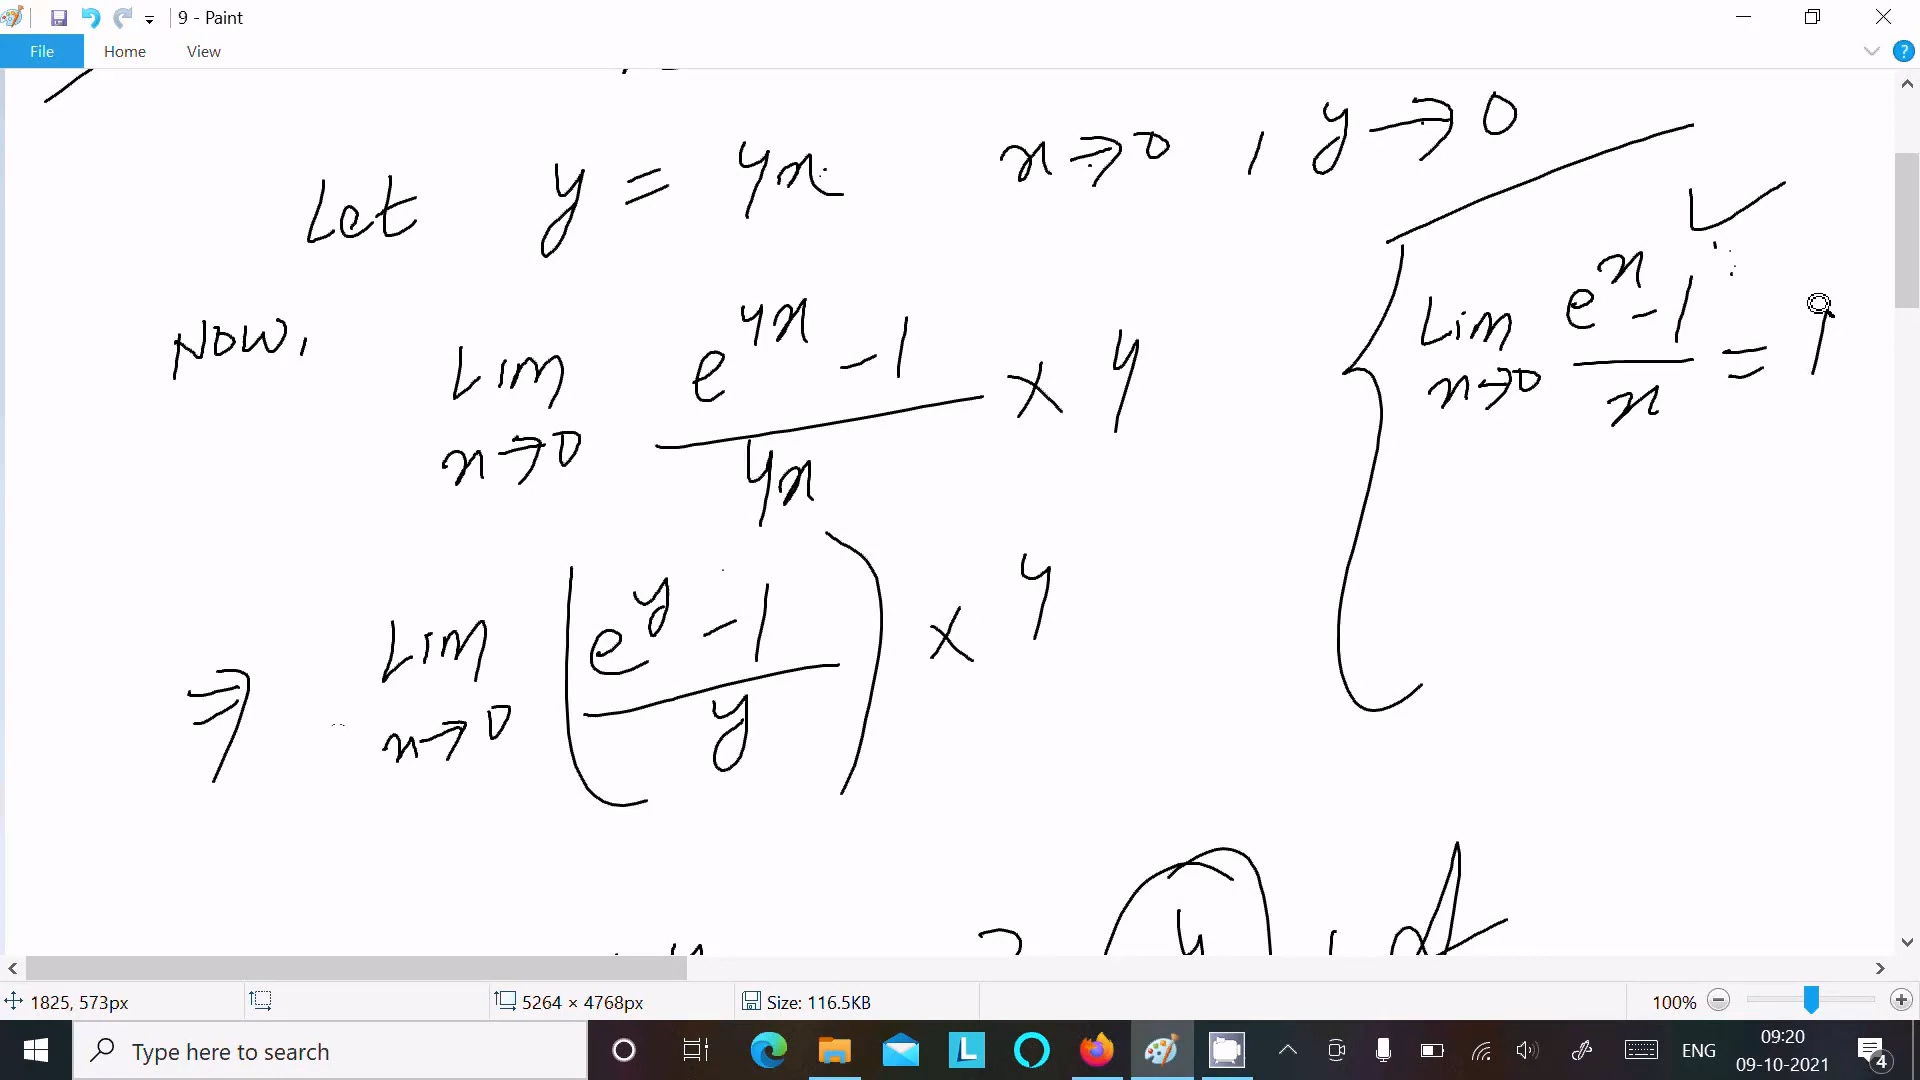 9 - Paint
File Home View
Let y = 4x x→0 , y→0
Now, Lim x→0 e^4x - 1 / 4x × 4
{ Lim x→0 e^x - 1 / x = 1
⇒ Lim x→0 ( e^y - 1 / y ) × 4
4
1825, 573px 5264 × 4768px Size: 116.5KB 100%
Type here to search ENG 09:20
09-10-2021 4